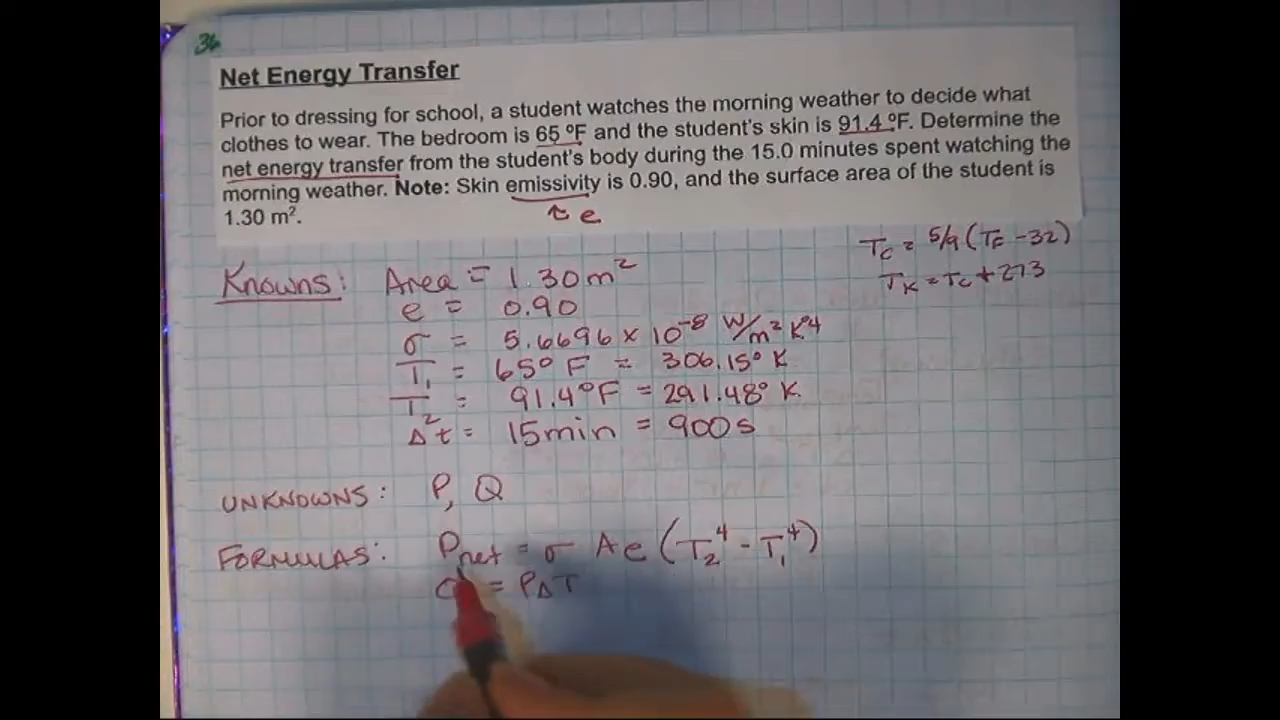 36
Net Energy Transfer
Prior to dressing for school, a student watches the morning weather to decide what
clothes to wear. The bedroom is 65 ºF and the student's skin is 91.4 ºF. Determine the
net energy transfer from the student's body during the 15.0 minutes spent watching the
morning weather. Note: Skin emissivity is 0.90, and the surface area of the student is
1.30 m².
e
Tc = 5/9 (TF - 32)
TK = Tc + 273
Knowns: Area = 1.30 m²
e = 0.90
σ = 5.6696 x 10⁻⁸ W/m² K⁴
T₁ = 65° F = 306.15° K
T₂ = 91.4°F = 291.48° K
Δt = 15 min = 900 s
UNKNOWNS: P, Q
FORMULAS: Pnet = σ A e (T₂⁴ - T₁⁴)
= PΔT